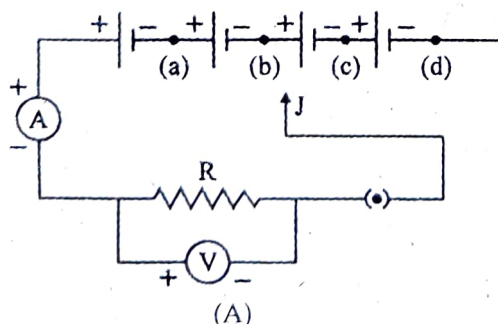 + − + − + − + −
(a) (b) (c) (d)
+
A
−
J
R
(•)
+ V −
(A)